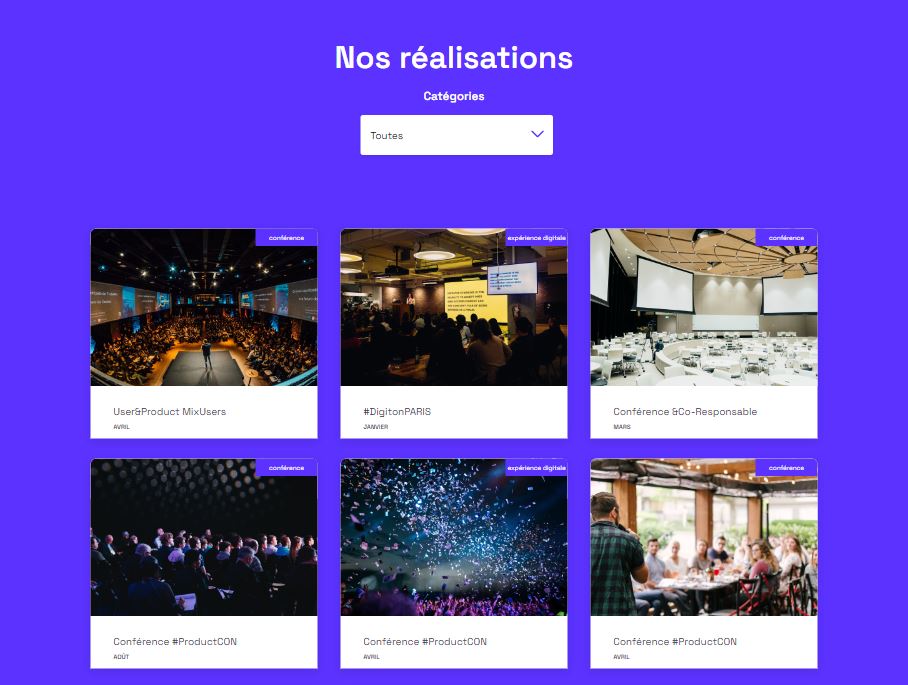 Nos réalisations
Catégories
Toutes
conférence
expérience digitale
conférence
User&Product MixUsers
AVRIL
#DigitonPARIS
JANVIER
Conférence &Co-Responsable
MARS
conférence
expérience digitale
conférence
Conférence #ProductCON
AOÛT
Conférence #ProductCON
AVRIL
Conférence #ProductCON
AVRIL